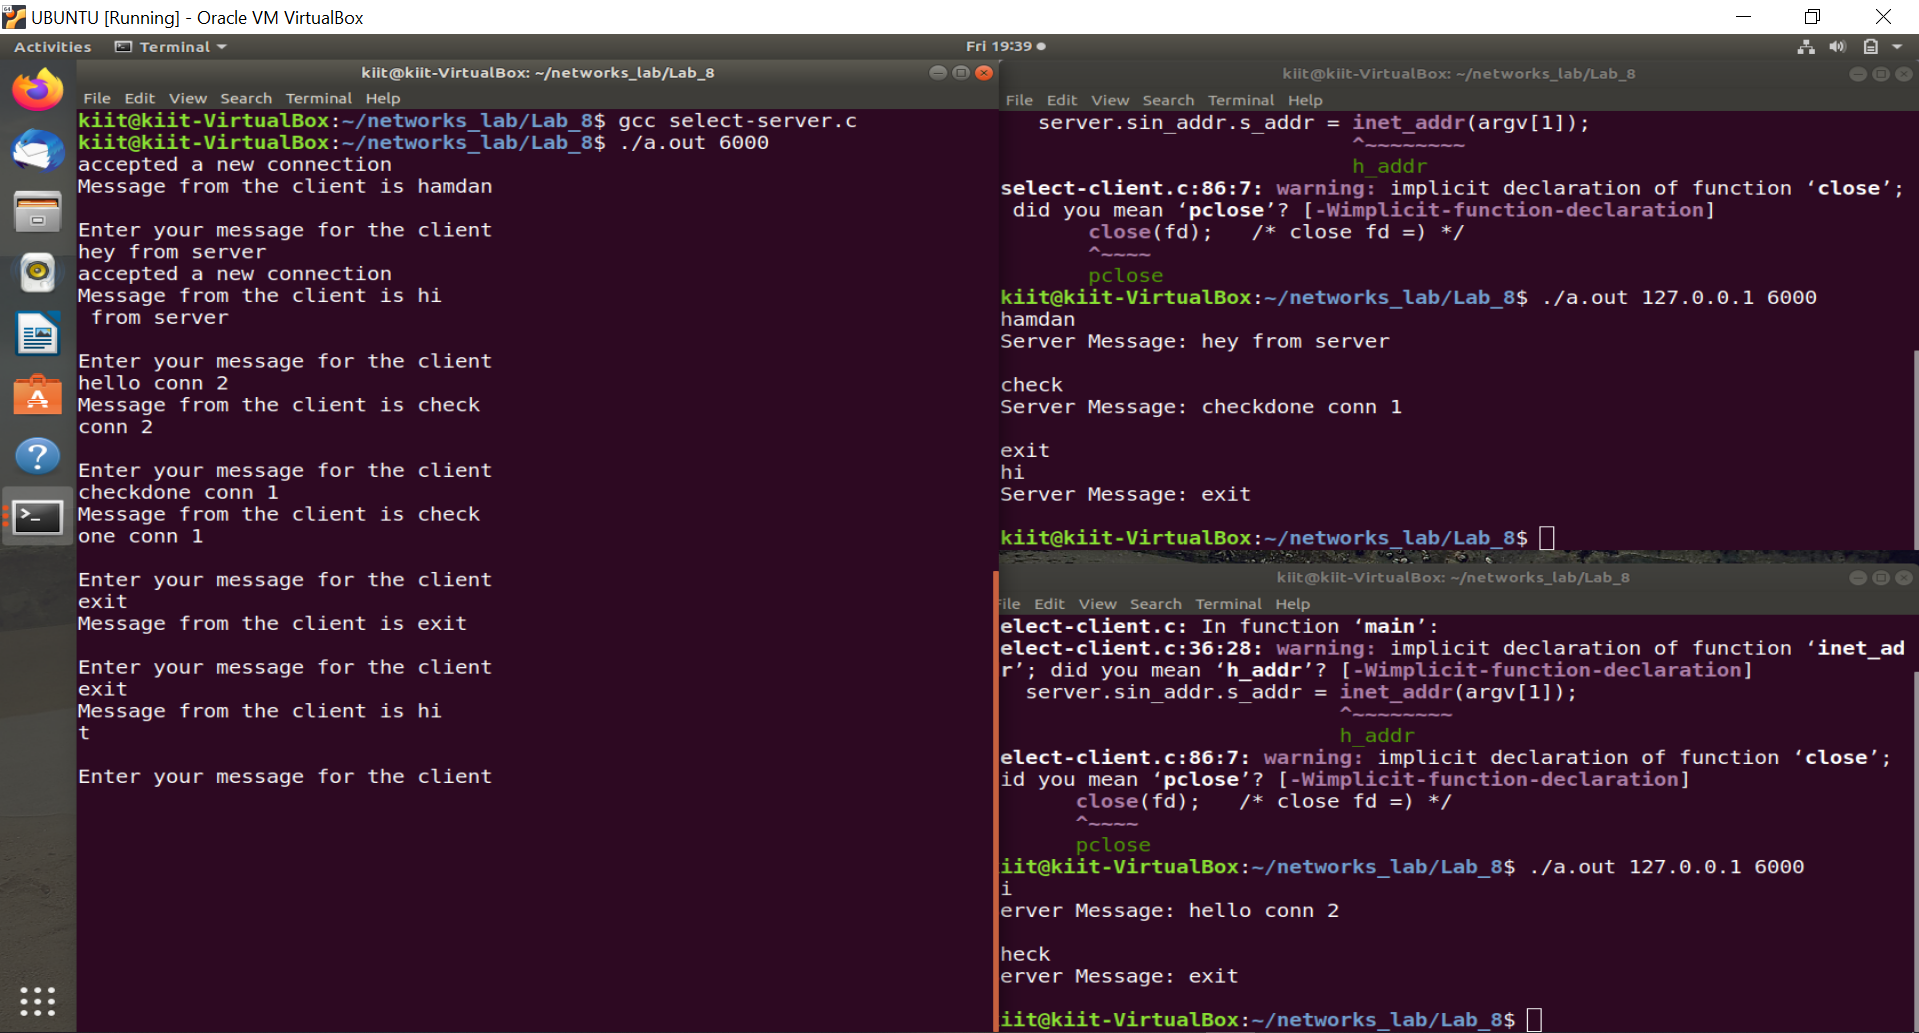 UBUNTU [Running] - Oracle VM VirtualBox
Activities Terminal Fri 19:39
kiit@kiit-VirtualBox: ~/networks_lab/Lab_8
File Edit View Search Terminal Help
kiit@kiit-VirtualBox:~/networks_lab/Lab_8$ gcc select-server.c
kiit@kiit-VirtualBox:~/networks_lab/Lab_8$ ./a.out 6000
accepted a new connection
Message from the client is hamdan
Enter your message for the client
hey from server
accepted a new connection
Message from the client is hi
from server
Enter your message for the client
hello conn 2
Message from the client is check
conn 2
Enter your message for the client
checkdone conn 1
Message from the client is check
one conn 1
Enter your message for the client
exit
Message from the client is exit
Enter your message for the client
exit
Message from the client is hi
t
Enter your message for the client
kiit@kiit-VirtualBox: ~/networks_lab/Lab_8
File Edit View Search Terminal Help
server.sin_addr.s_addr = inet_addr(argv[1]);
^~~~~~~~~
h_addr
select-client.c:86:7: warning: implicit declaration of function ‘close’;
did you mean ‘pclose’? [-Wimplicit-function-declaration]
close(fd); /* close fd =) */
^~~~~
pclose
kiit@kiit-VirtualBox:~/networks_lab/Lab_8$ ./a.out 127.0.0.1 6000
hamdan
Server Message: hey from server
check
Server Message: checkdone conn 1
exit
hi
Server Message: exit
kiit@kiit-VirtualBox:~/networks_lab/Lab_8$
kiit@kiit-VirtualBox: ~/networks_lab/Lab_8
ile Edit View Search Terminal Help
elect-client.c: In function ‘main’:
elect-client.c:36:28: warning: implicit declaration of function ‘inet_ad
r’; did you mean ‘h_addr’? [-Wimplicit-function-declaration]
server.sin_addr.s_addr = inet_addr(argv[1]);
^~~~~~~~~
h_addr
elect-client.c:86:7: warning: implicit declaration of function ‘close’;
id you mean ‘pclose’? [-Wimplicit-function-declaration]
close(fd); /* close fd =) */
^~~~~
pclose
iit@kiit-VirtualBox:~/networks_lab/Lab_8$ ./a.out 127.0.0.1 6000
i
erver Message: hello conn 2
heck
erver Message: exit
iit@kiit-VirtualBox:~/networks_lab/Lab_8$